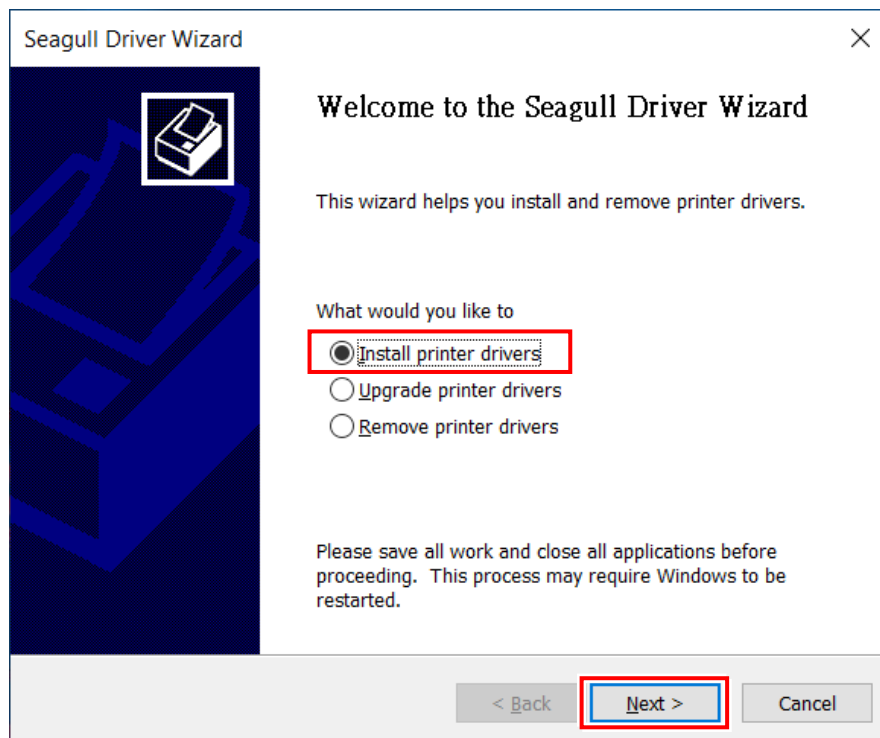 Seagull Driver Wizard
Welcome to the Seagull Driver Wizard
This wizard helps you install and remove printer drivers.
What would you like to
Install printer drivers
Upgrade printer drivers
Remove printer drivers
Please save all work and close all applications before
proceeding. This process may require Windows to be
restarted.
< Back
Next >
Cancel